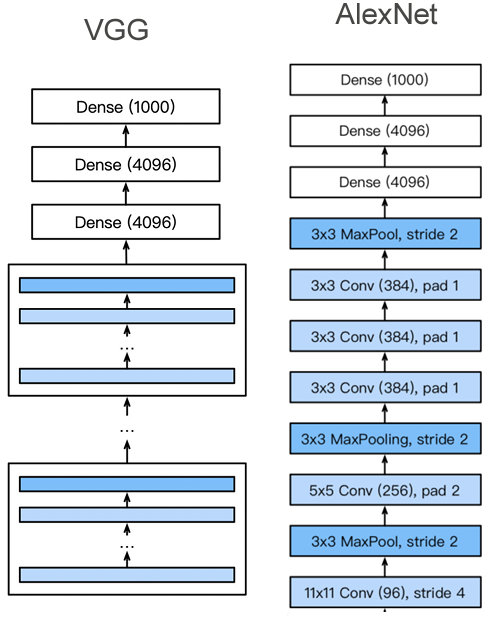 VGG
Dense (1000)
Dense (4096)
Dense (4096)
...
...
...
AlexNet
Dense (1000)
Dense (4096)
Dense (4096)
3x3 MaxPool, stride 2
3x3 Conv (384), pad 1
3x3 Conv (384), pad 1
3x3 Conv (384), pad 1
3x3 MaxPooling, stride 2
5x5 Conv (256), pad 2
3x3 MaxPool, stride 2
11x11 Conv (96), stride 4